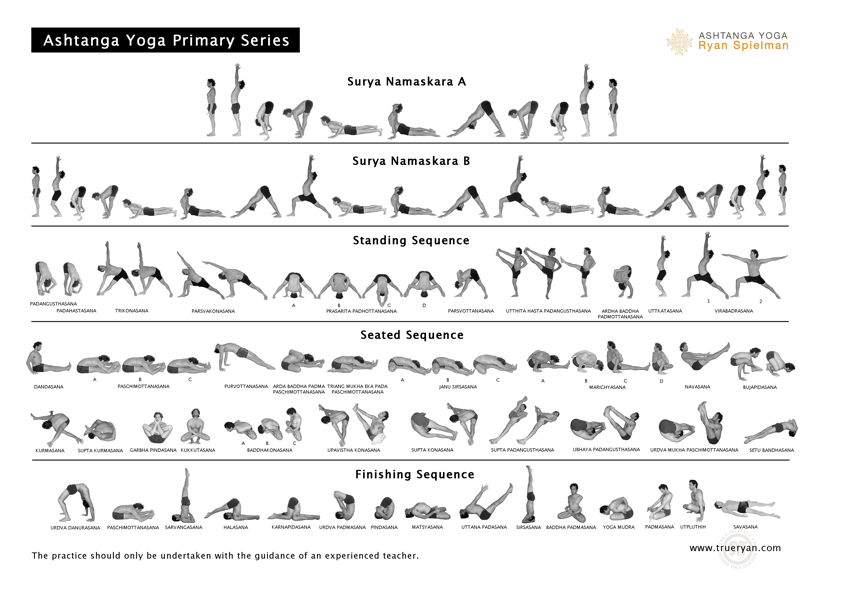 Ashtanga Yoga Primary Series
ASHTANGA YOGA
Ryan Spielman
Surya Namaskara A
Surya Namaskara B
Standing Sequence
PADANGUSTHASANA
PADAHASTASANA
TRIKONASANA
PARSVAKONASANA
A B C D
PRASARITA PADHOTTANASANA
PARSVOTTANASANA
UTTHITA HASTA PADANGUSTHASANA
ARDHA BADDHA
PADMOTTANASANA
UTTKATASANA
1 2
VIRABADRASANA
Seated Sequence
DANDASANA
A B C
PASCHIMOTTANASANA
PURVOTTANASANA
ARDA BADDHA PADMA
PASCHIMOTTANASANA
TRIANG MUKHA EKA PADA
PASCHIMOTTANASANA
A B C
JANU SIRSASANA
A B C D
MARICHYASANA
NAVASANA
BUJAPIDASANA
KURMASANA
SUPTA KURMASANA
GARBHA PINDASANA
KUKKUTASANA
A B C
BADDHAKONASANA
UPAVISTHA KONASANA
SUPTA KONASANA
SUPTA PADANGUSTHASANA
UBHAYA PADANGUSTHASANA
URDVA MUKHA PASCHIMOTTANASANA
SETU BANDHASANA
Finishing Sequence
URDVA DANURASANA
PASCHIMOTTANASANA
SARVANGASANA
HALASANA
KARNAPIDASANA
URDVA PADMASANA
PINDASANA
MATSYASANA
UTTANA PADASANA
SIRSASANA
BADDHA PADMASANA
YOGA MUDRA
PADMASANA
UTPLUTHIH
SAVASANA
www.trueryan.com
The practice should only be undertaken with the guidance of an experienced teacher.